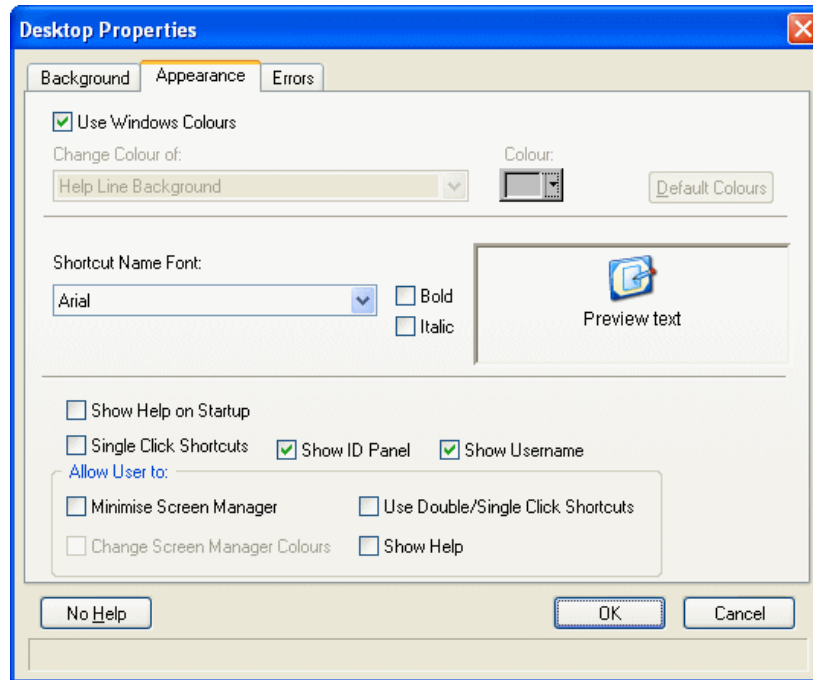 Desktop Properties
Background Appearance Errors
Use Windows Colours
Change Colour of: Colour:
Help Line Background Default Colours
Shortcut Name Font:
Arial Bold
Italic
Preview text
Show Help on Startup
Single Click Shortcuts Show ID Panel Show Username
Allow User to:
Minimise Screen Manager Use Double/Single Click Shortcuts
Change Screen Manager Colours Show Help
No Help OK Cancel